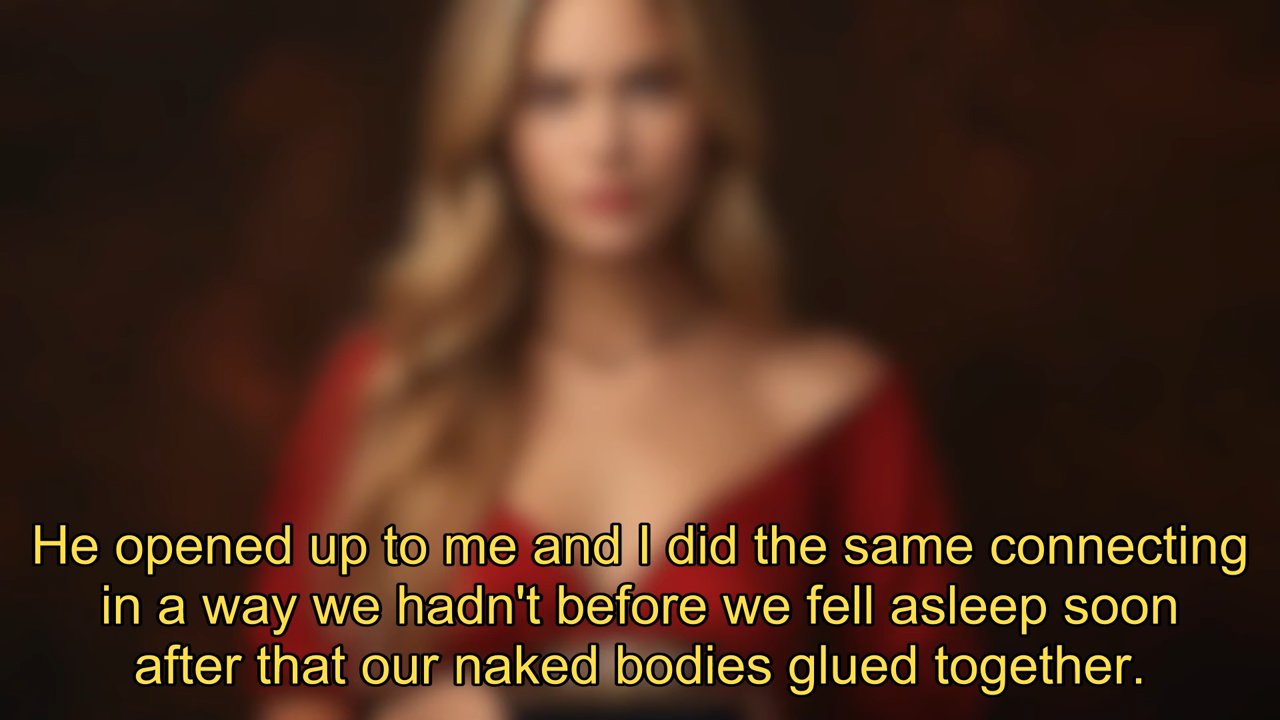 He opened up to me and I did the same connecting
in a way we hadn't before we fell asleep soon
after that our naked bodies glued together.